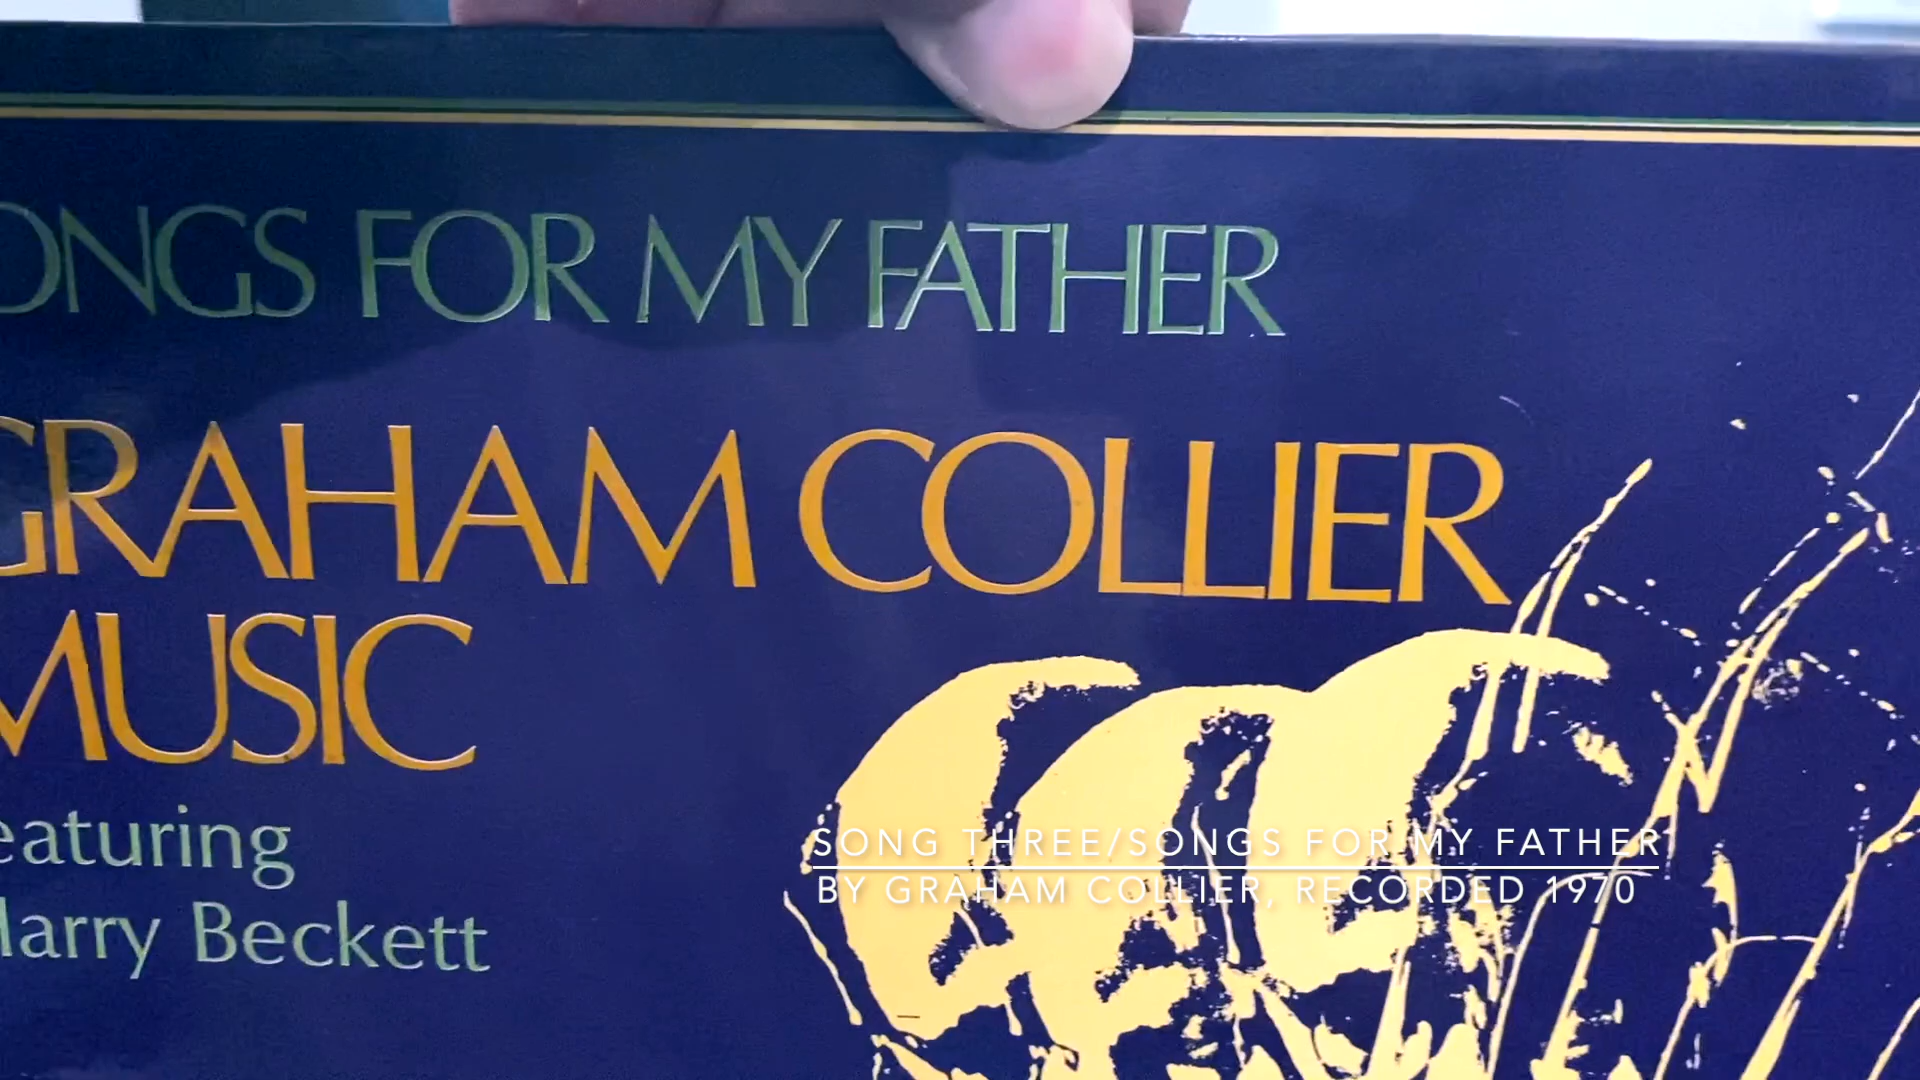 ONGS FOR MY FATHER
GRAHAM COLLIER
MUSIC
eaturing
Harry Beckett
SONG THREE/SONGS FOR MY FATHER
BY GRAHAM COLLIER, RECORDED 1970